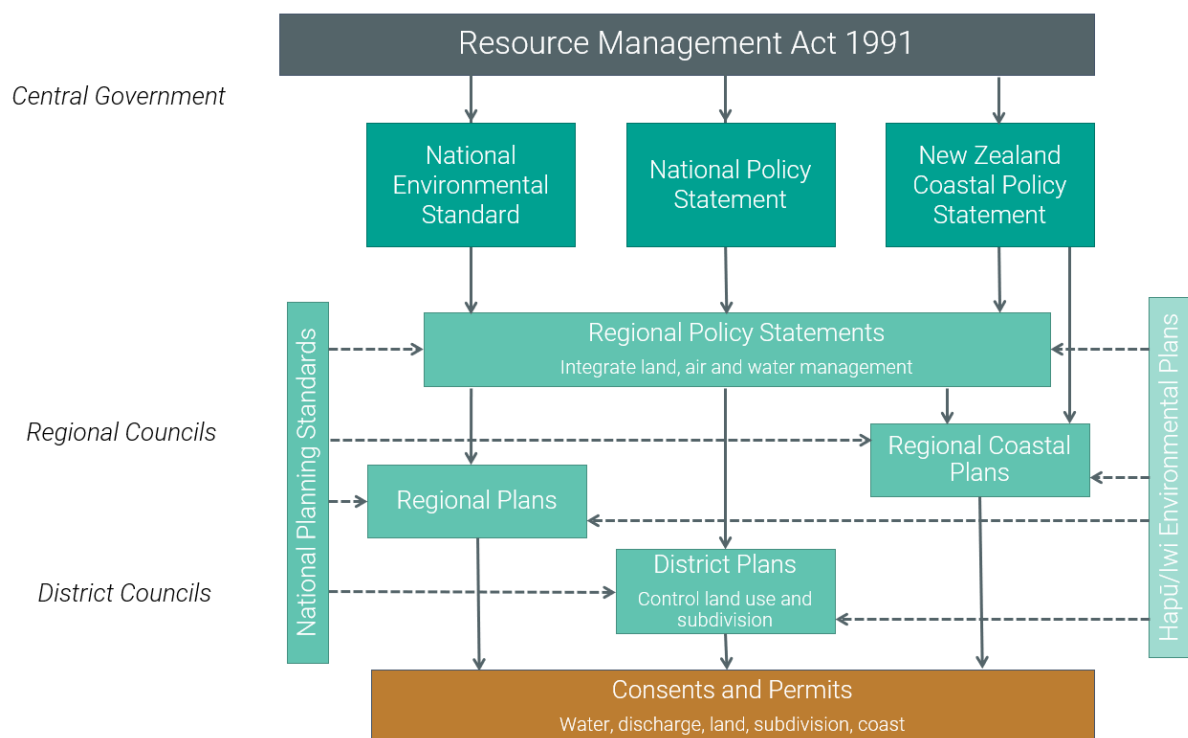 Resource Management Act 1991
Central Government
National
Environmental
Standard
National Policy
Statement
New Zealand
Coastal Policy
Statement
National Planning Standards
Regional Policy Statements
Integrate land, air and water management
Hapū/Iwi Environmental Plans
Regional Councils
Regional Coastal
Plans
Regional Plans
District Councils
District Plans
Control land use and
subdivision
Consents and Permits
Water, discharge, land, subdivision, coast